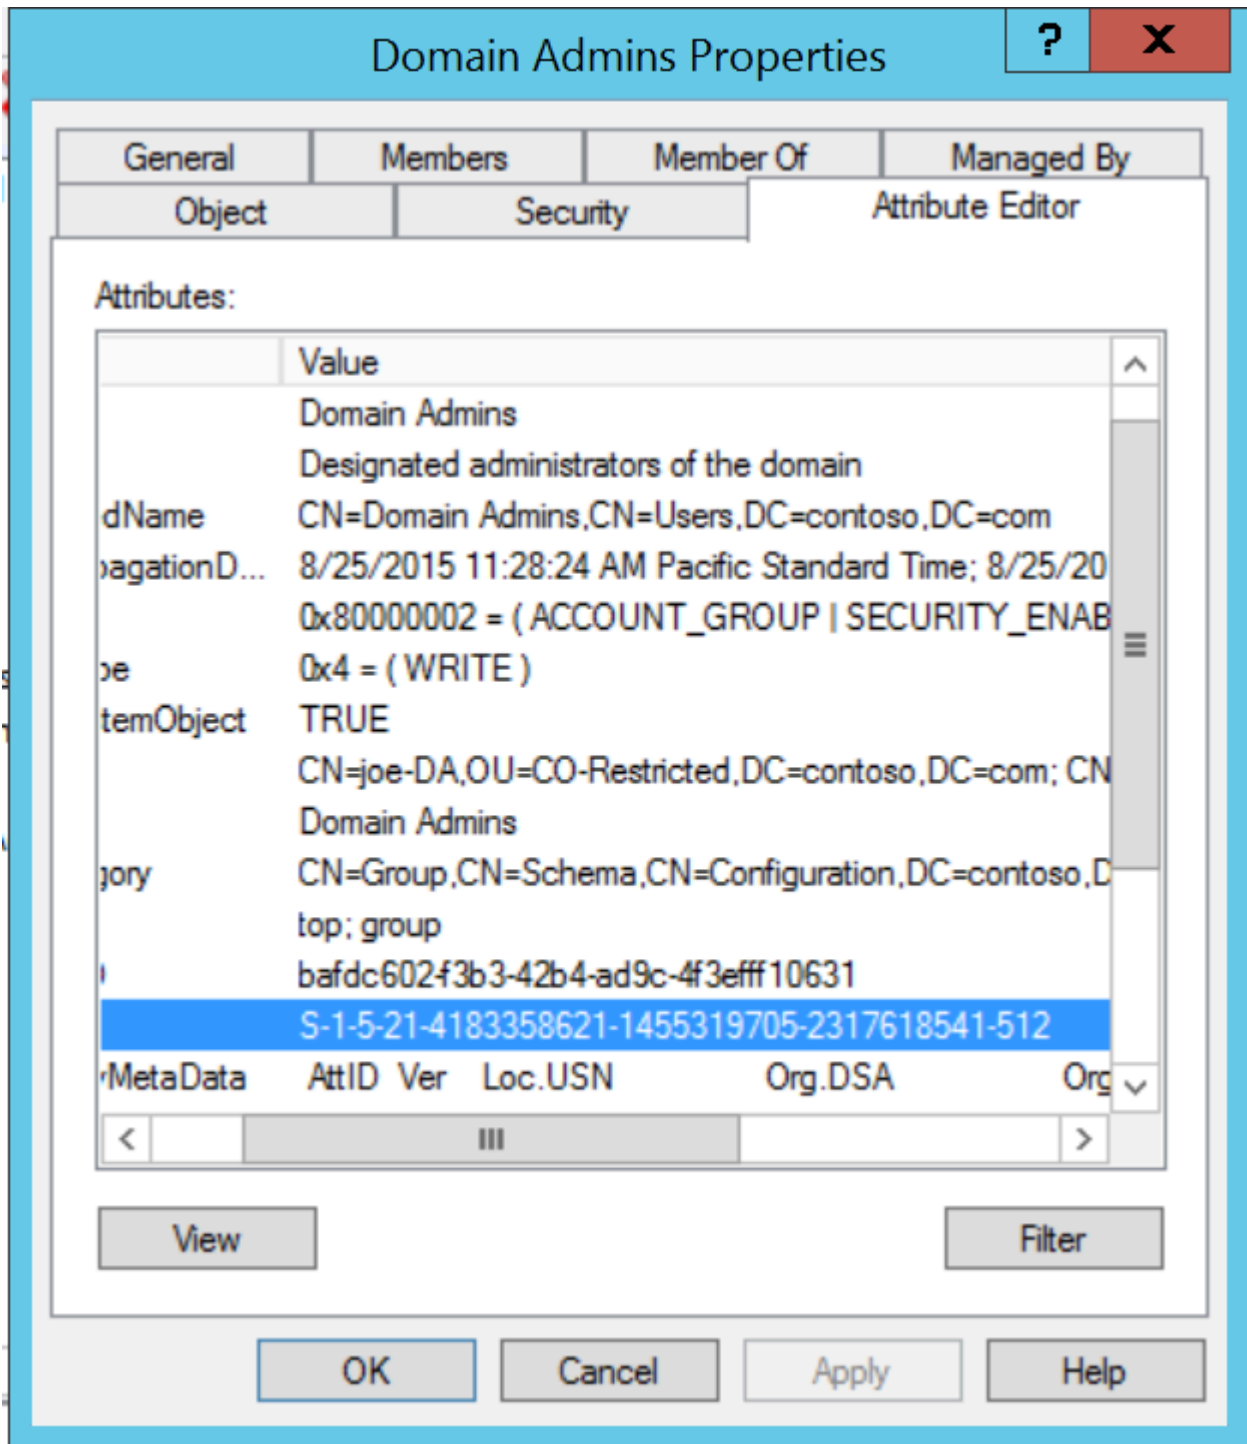 Domain Admins Properties
?
X
General Members Member Of Managed By
Object Security Attribute Editor
Attributes:
Value
Domain Admins
Designated administrators of the domain
dName CN=Domain Admins,CN=Users,DC=contoso,DC=com
pagationD... 8/25/2015 11:28:24 AM Pacific Standard Time; 8/25/20
0x80000002 = ( ACCOUNT_GROUP | SECURITY_ENAB
pe 0x4 = ( WRITE )
temObject TRUE
CN=joe-DA,OU=CO-Restricted,DC=contoso,DC=com; CN
Domain Admins
gory CN=Group,CN=Schema,CN=Configuration,DC=contoso,D
top; group
bafdc602-f3b3-42b4-ad9c-4f3efff10631
S-1-5-21-4183358621-1455319705-2317618541-512
MetaData AttID Ver Loc.USN Org.DSA Org
View Filter
OK Cancel Apply Help